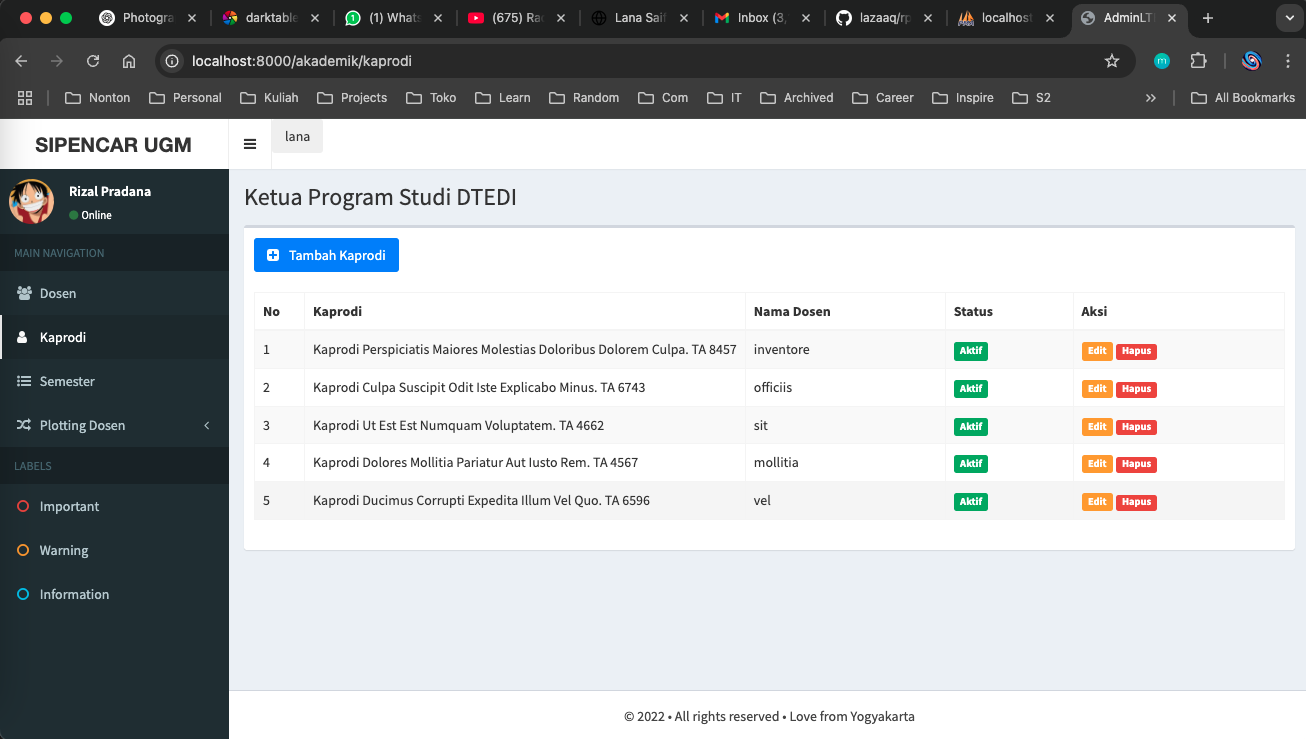 Photogra
darktable
(1) Whats
(675) Rac
Lana Saif
Inbox (3,
lazaaq/rp
localhost
AdminLTE
localhost:8000/akademik/kaprodi
m
Nonton Personal Kuliah Projects Toko Learn Random Com IT Archived Career Inspire S2 » All Bookmarks
SIPENCAR UGM
lana
Rizal Pradana
Online
MAIN NAVIGATION
Dosen
Kaprodi
Semester
Plotting Dosen
LABELS
Important
Warning
Information
Ketua Program Studi DTEDI
Tambah Kaprodi
No Kaprodi Nama Dosen Status Aksi
1 Kaprodi Perspiciatis Maiores Molestias Doloribus Dolorem Culpa. TA 8457 inventore Aktif Edit Hapus
2 Kaprodi Culpa Suscipit Odit Iste Explicabo Minus. TA 6743 officiis Aktif Edit Hapus
3 Kaprodi Ut Est Est Numquam Voluptatem. TA 4662 sit Aktif Edit Hapus
4 Kaprodi Dolores Mollitia Pariatur Aut Iusto Rem. TA 4567 mollitia Aktif Edit Hapus
5 Kaprodi Ducimus Corrupti Expedita Illum Vel Quo. TA 6596 vel Aktif Edit Hapus
© 2022 • All rights reserved • Love from Yogyakarta